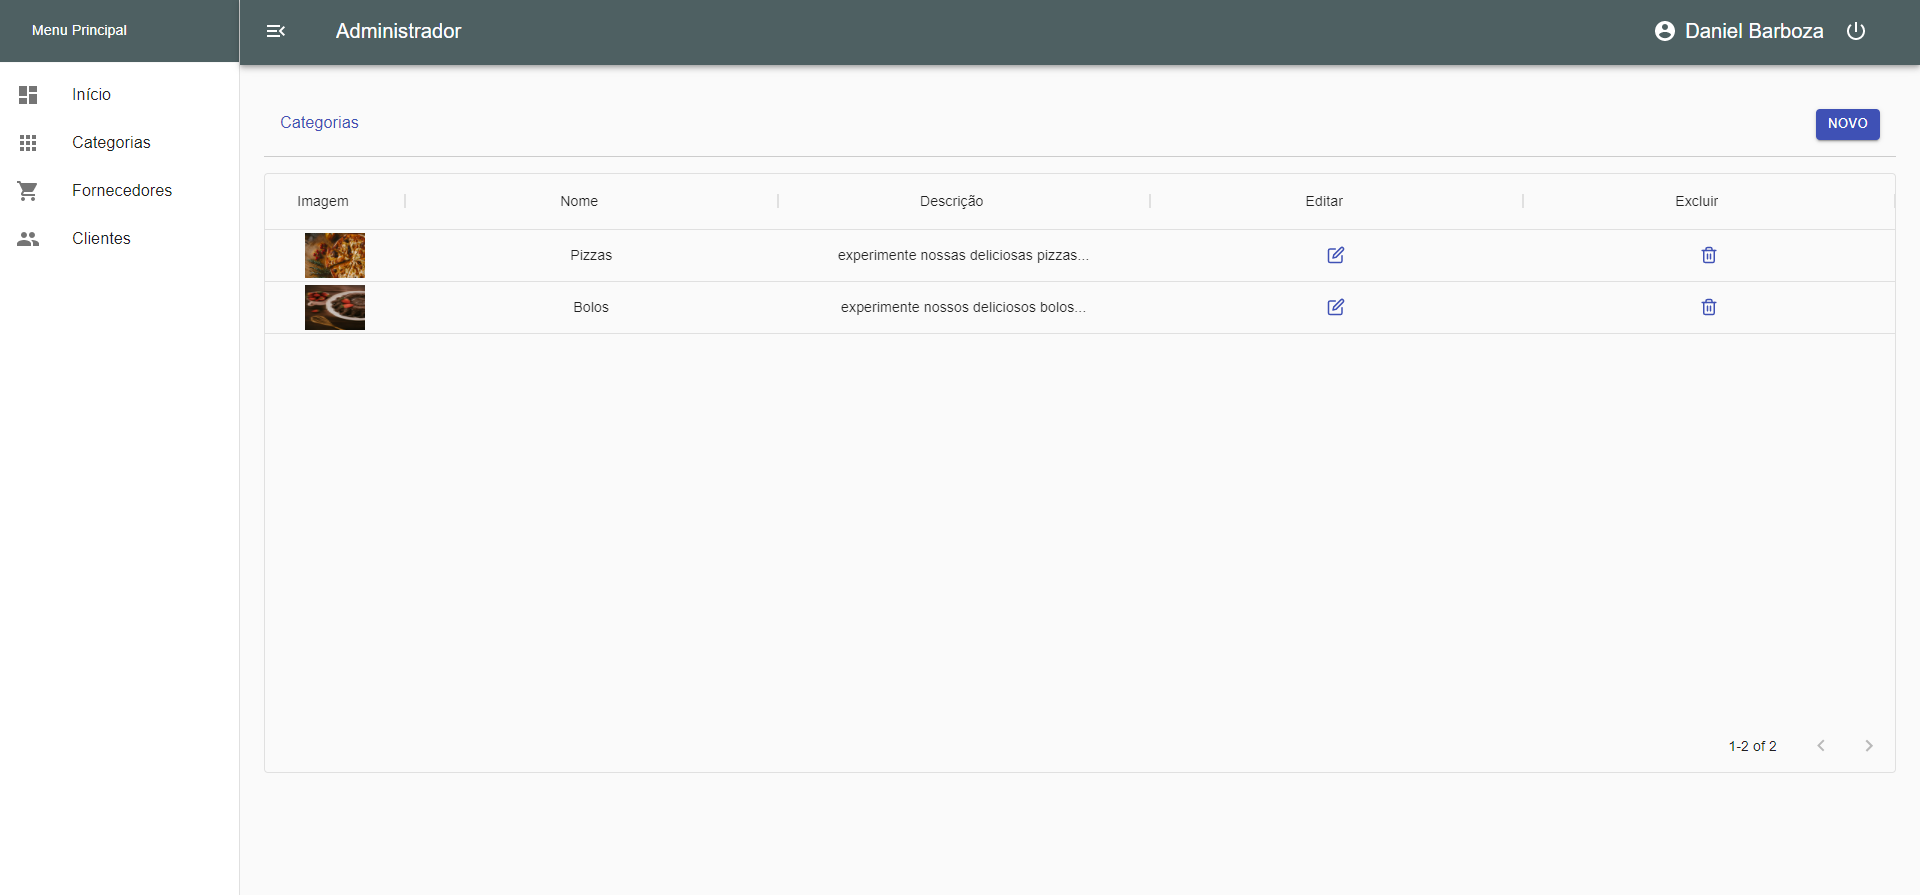 Menu Principal
Administrador
Daniel Barboza
Início
Categorias
Fornecedores
Clientes
Categorias
NOVO
Imagem Nome Descrição Editar Excluir
Pizzas experimente nossas deliciosas pizzas...
Bolos experimente nossos deliciosos bolos...
1-2 of 2